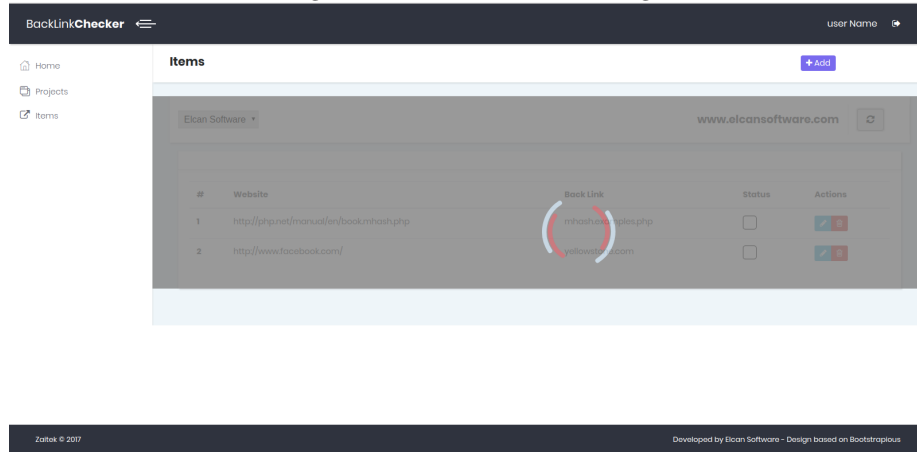 BackLinkChecker
user Name
Home
Projects
Items
Items
+ Add
Elcan Software
www.elcansoftware.com
# Website Back Link Status Actions
1 http://php.net/manual/en/book.mhash.php
2 http://www.facebook.com/
Zaitek © 2017
Developed by Elcan Software - Design based on Bootstrapious